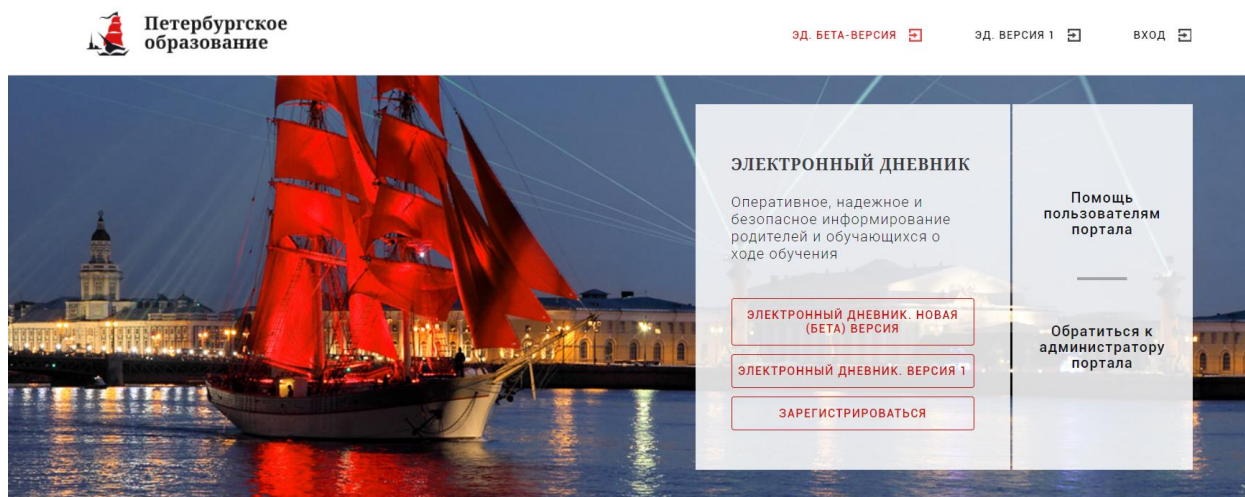 Петербургское
образование
ЭД. БЕТА-ВЕРСИЯ
ЭД. ВЕРСИЯ 1
ВХОД
ЭЛЕКТРОННЫЙ ДНЕВНИК
Оперативное, надежное и
безопасное информирование
родителей и обучающихся о
ходе обучения
ЭЛЕКТРОННЫЙ ДНЕВНИК. НОВАЯ
(БЕТА) ВЕРСИЯ
ЭЛЕКТРОННЫЙ ДНЕВНИК. ВЕРСИЯ 1
ЗАРЕГИСТРИРОВАТЬСЯ
Помощь
пользователям
портала
Обратиться к
администратору
портала